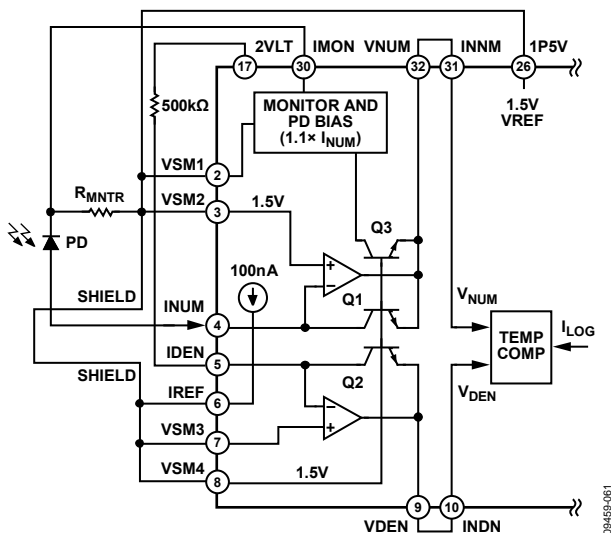 2VLT IMON VNUM INNM 1P5V
17 30 32 31 26
500kΩ
MONITOR AND
PD BIAS
(1.1× INUM)
1.5V
VREF
VSM1
2
RMNTR
VSM2
3
1.5V
Q3
PD
100nA
+
−
SHIELD
INUM
4
Q1
VNUM
TEMP
COMP
ILOG
IDEN
5
VDEN
SHIELD
Q2
IREF
6
−
+
VSM3
7
VSM4
8
1.5V
9 10
VDEN INDN
09459-061